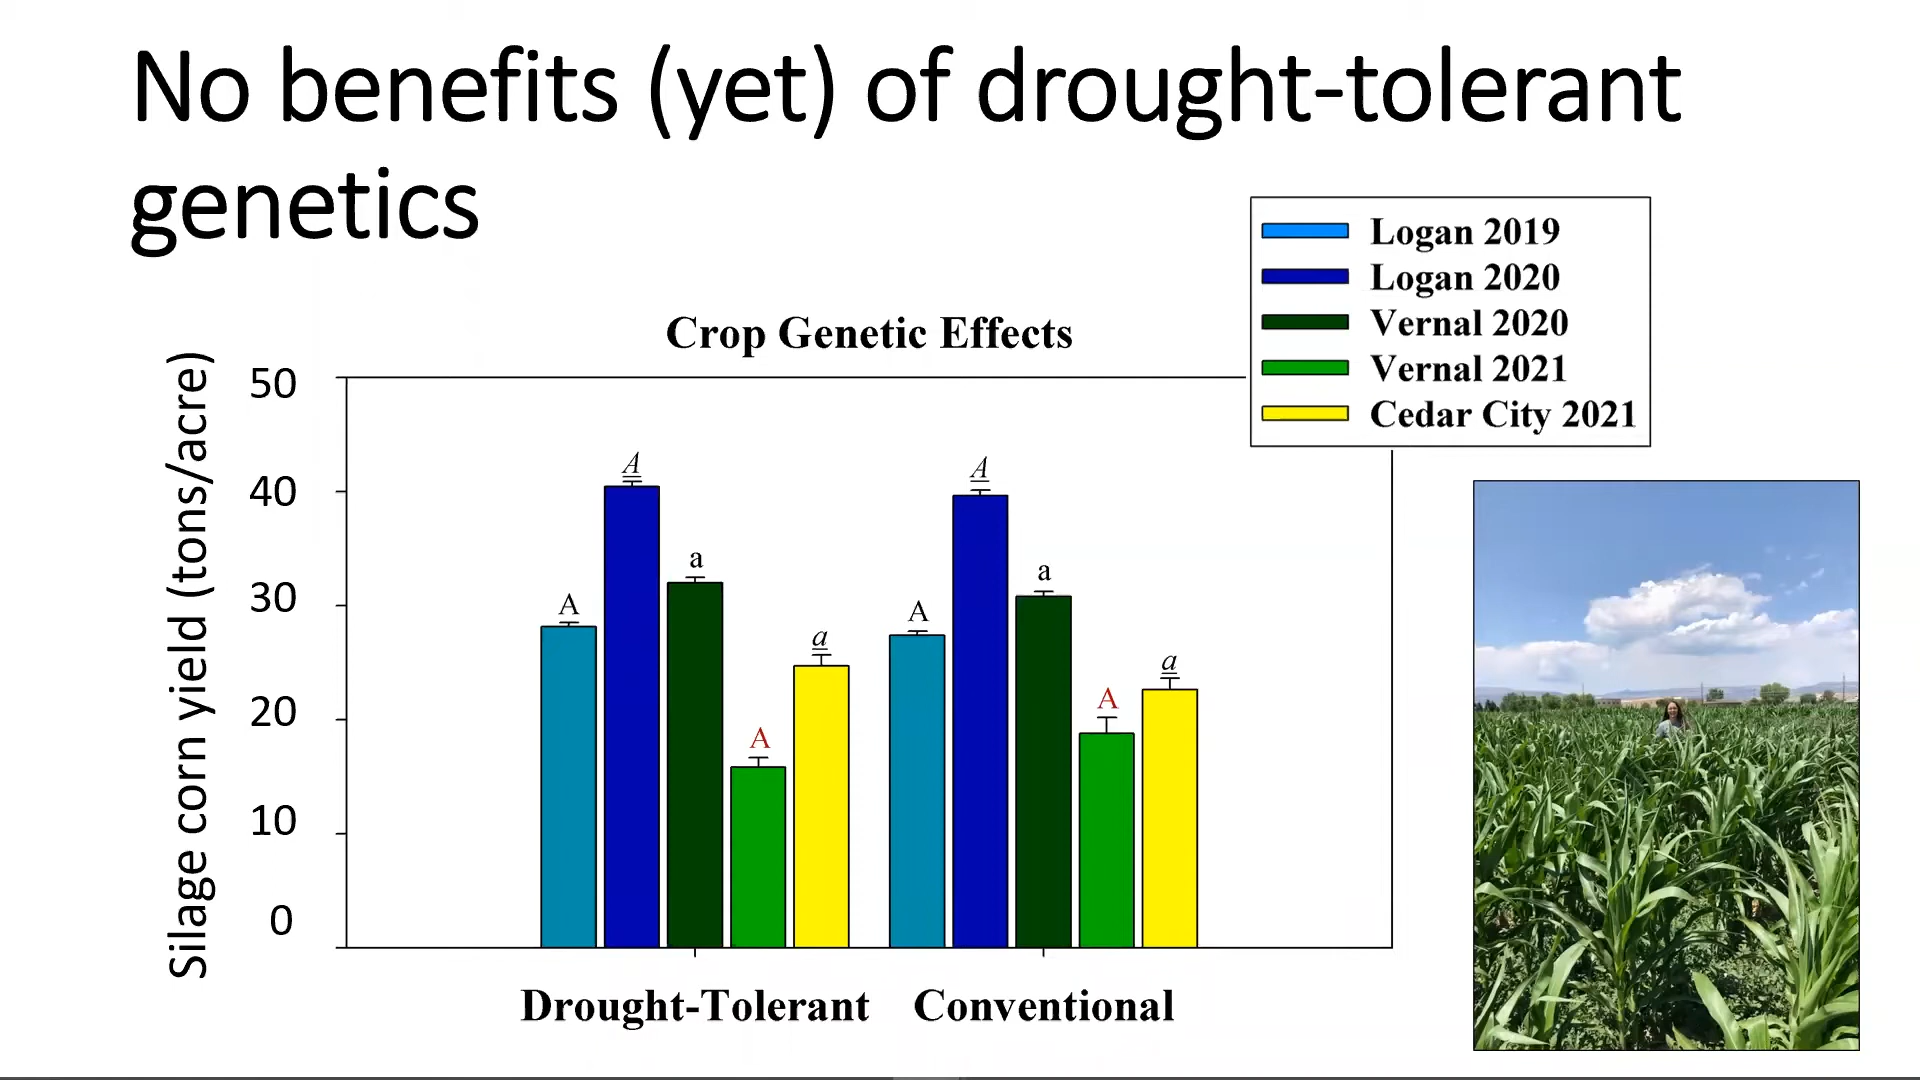 No benefits (yet) of drought-tolerant
genetics
Logan 2019
Logan 2020
Vernal 2020
Vernal 2021
Cedar City 2021
Crop Genetic Effects
Silage corn yield (tons/acre)
50
40
30
20
10
0
A
A
a
A
a
A
A
a
A
a
Drought-Tolerant
Conventional